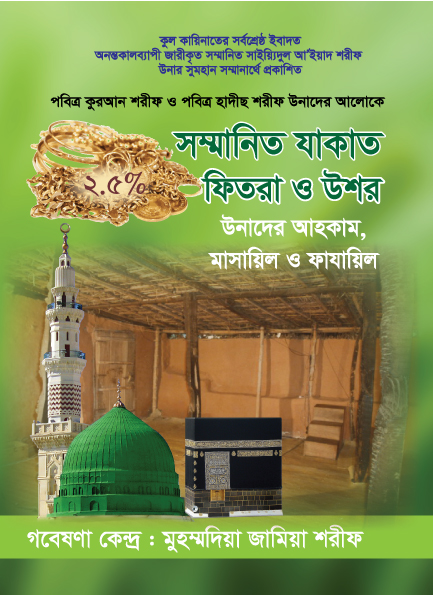 কুল কায়িনাতের সর্বশ্রেষ্ঠ ইবাদত
অনন্তকালব্যাপী জারীকৃত সম্মানিত সাইয়্যিদুল আ'ইয়াদ শরীফ
উনার সুমহান সম্মানার্থে প্রকাশিত
পবিত্র কুরআন শরীফ ও পবিত্র হাদীছ শরীফ উনাদের আলোকে
সম্মানিত যাকাত
ফিতরা ও উশর
২.৫%
উনাদের আহকাম,
মাসায়িল ও ফাযায়িল
গবেষণা কেন্দ্র : মুহম্মদিয়া জামিয়া শরীফ